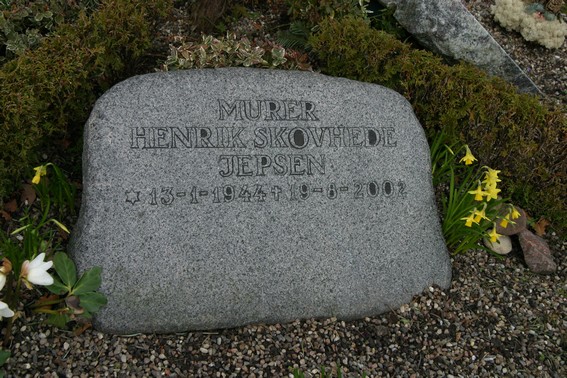 MURER
HENRIK SKOVHEDE
JEPSEN
☆ 13-1-1944 ✝ 19-8-2002